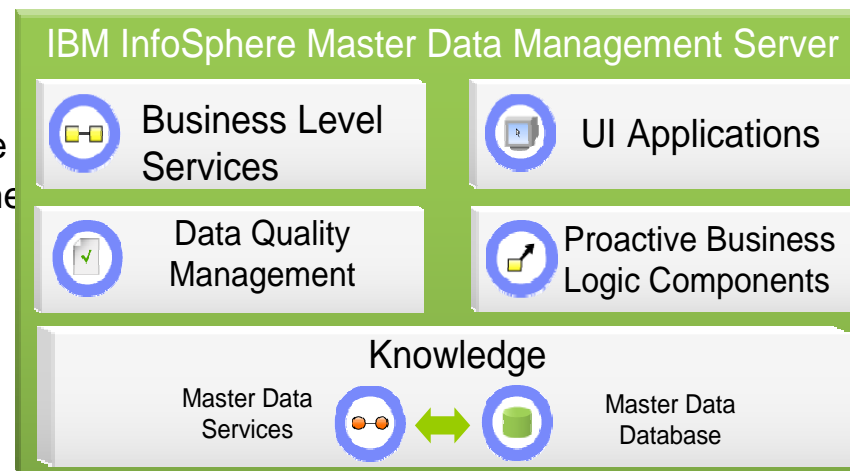 IBM InfoSphere Master Data Management Server
Business Level
Services
UI Applications
Data Quality
Management
Proactive Business
Logic Components
Knowledge
Master Data
Services
Master Data
Database